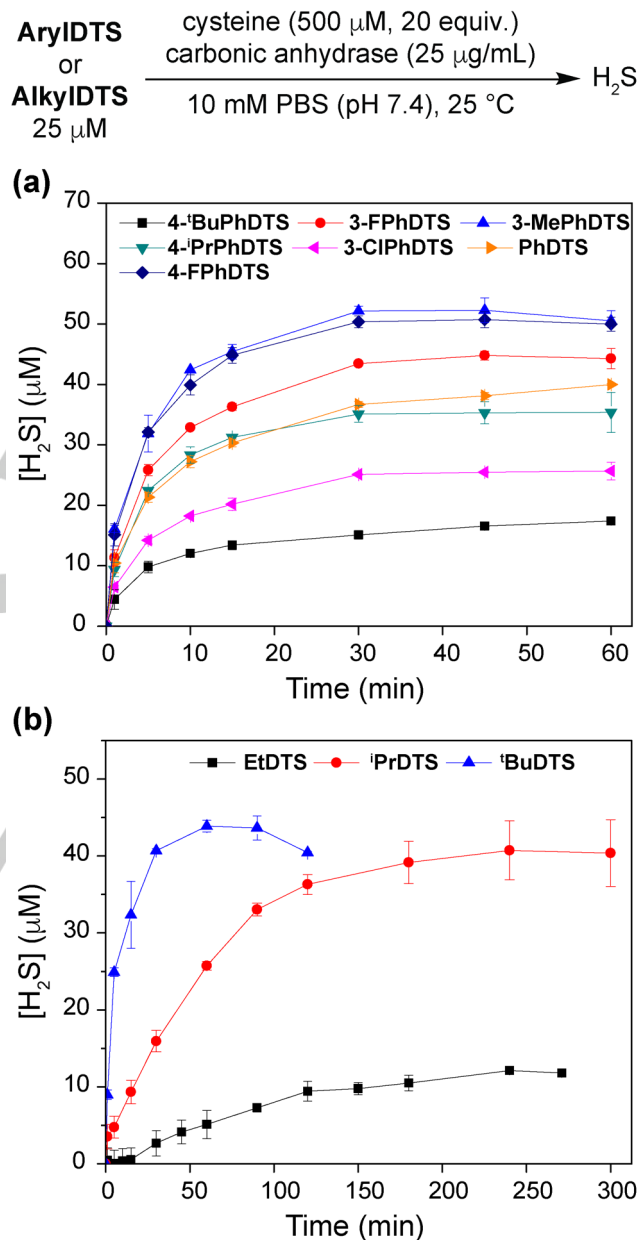 ArylDTS
or
AlkylDTS
25 μM
cysteine (500 μM, 20 equiv.)
carbonic anhydrase (25 μg/mL)
10 mM PBS (pH 7.4), 25 °C
H₂S
(a)
4-ᵗBuPhDTS 3-FPhDTS 3-MePhDTS
4-ⁱPrPhDTS 3-ClPhDTS PhDTS
4-FPhDTS
[H₂S] (μM)
70
60
50
40
30
20
10
0
0 10 20 30 40 50 60
Time (min)
(b)
EtDTS ⁱPrDTS ᵗBuDTS
[H₂S] (μM)
50
40
30
20
10
0
0 50 100 150 200 250 300
Time (min)